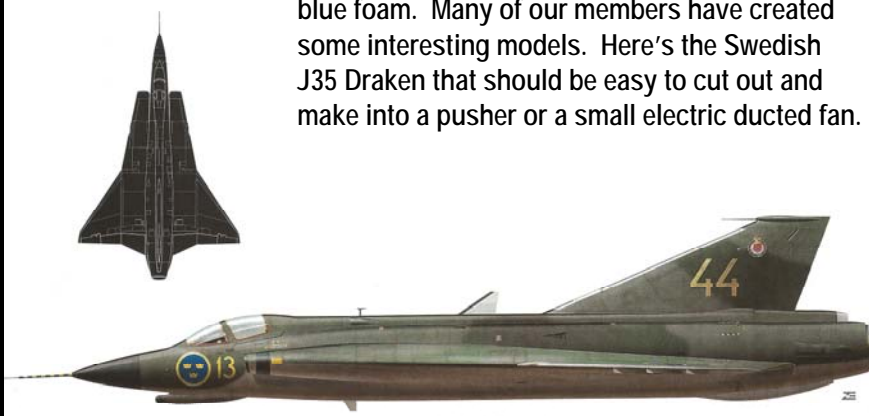 blue foam. Many of our members have created
some interesting models. Here's the Swedish
J35 Draken that should be easy to cut out and
make into a pusher or a small electric ducted fan.
44
13